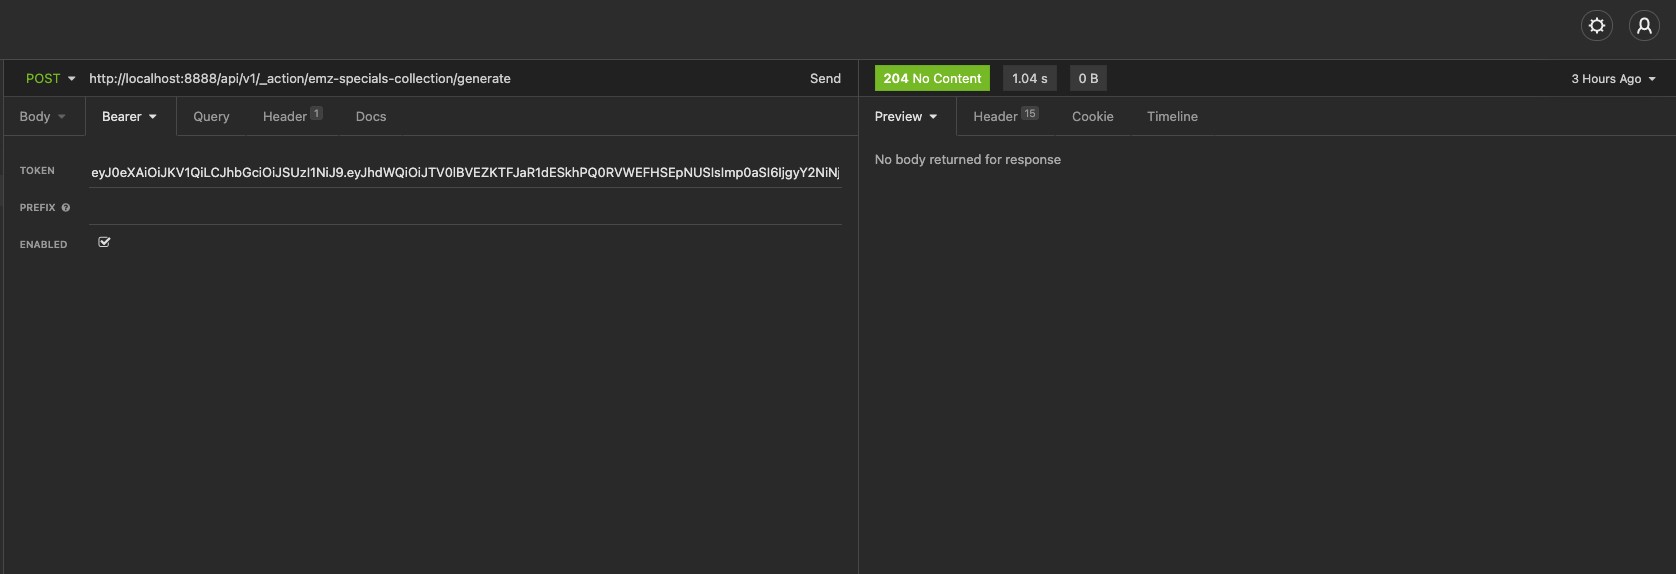 POST http://localhost:8888/api/v1/_action/emz-specials-collection/generate Send
204 No Content 1.04 s 0 B 3 Hours Ago
Body Bearer Query Header 1 Docs
Preview Header 15 Cookie Timeline
TOKEN eyJ0eXAiOiJKV1QiLCJhbGciOiJSUzI1NiJ9.eyJhdWQiOiJTV0lBVEZKTFJaR1dESkhPQ0RVWEFHSEpNUSIsImp0aSI6IjgyY2NiNj
No body returned for response
PREFIX
ENABLED